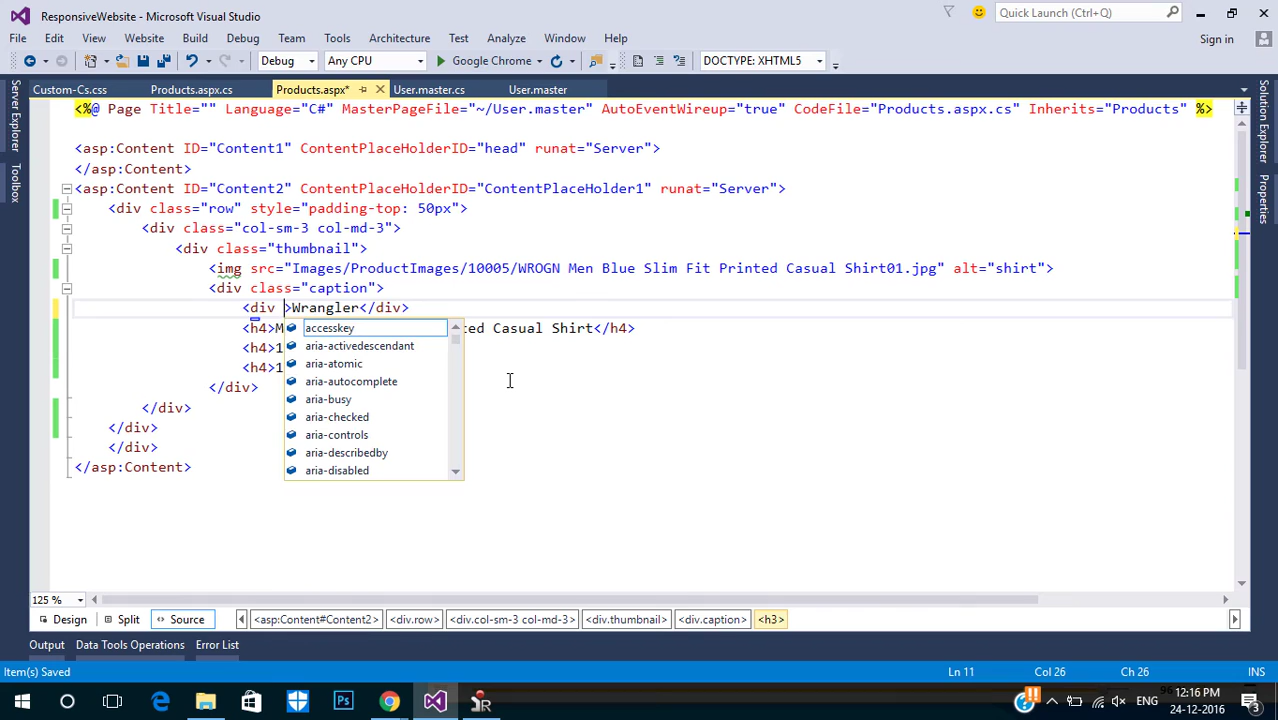 ResponsiveWebsite - Microsoft Visual Studio
Quick Launch (Ctrl+Q)
File Edit View Website Build Debug Team Tools Architecture Test Analyze Window Help
Sign in
Debug Any CPU Google Chrome DOCTYPE: XHTML5
Custom-Cs.css Products.aspx.cs Products.aspx* User.master.cs User.master
Server Explorer
Toolbox
Solution Explorer
Properties
<%@ Page Title="" Language="C#" MasterPageFile="~/User.master" AutoEventWireup="true" CodeFile="Products.aspx.cs" Inherits="Products" %>
<asp:Content ID="Content1" ContentPlaceHolderID="head" runat="Server">
</asp:Content>
<asp:Content ID="Content2" ContentPlaceHolderID="ContentPlaceHolder1" runat="Server">
<div class="row" style="padding-top: 50px">
<div class="col-sm-3 col-md-3">
<div class="thumbnail">
<img src="Images/ProductImages/10005/WROGN Men Blue Slim Fit Printed Casual Shirt01.jpg" alt="shirt">
<div class="caption">
<div >Wrangler</div>
<h4>M ted Casual Shirt</h4>
<h4>1
<h4>1
</div>
</div>
</div>
</div>
</asp:Content>
accesskey
aria-activedescendant
aria-atomic
aria-autocomplete
aria-busy
aria-checked
aria-controls
aria-describedby
aria-disabled
125 %
Design Split Source <asp:Content#Content2> <div.row> <div.col-sm-3 col-md-3> <div.thumbnail> <div.caption> <h3>
Output Data Tools Operations Error List
Item(s) Saved Ln 11 Col 26 Ch 26 INS
ENG 12:16 PM
24-12-2016
3